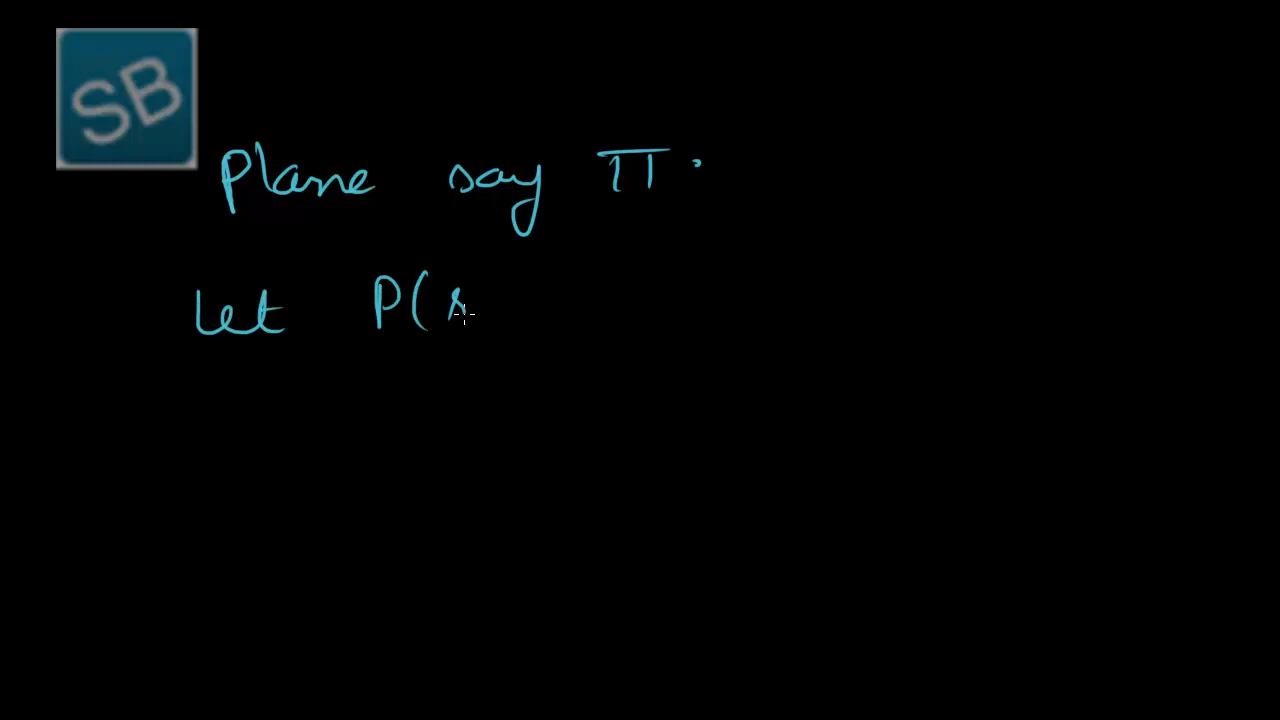 SB
Plane say π.
Let P(